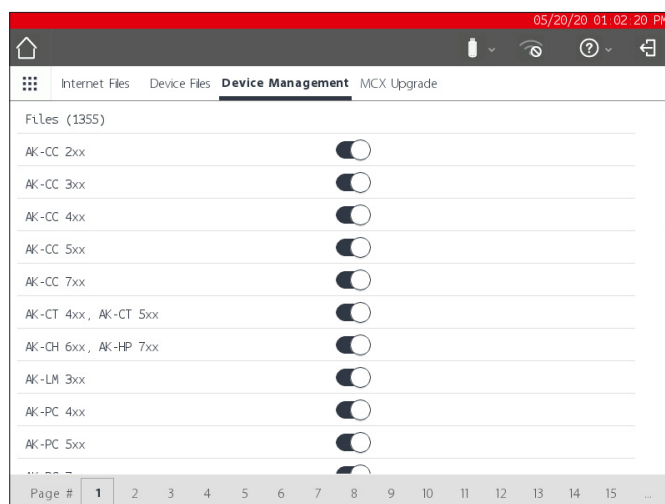 05/20/20 01:02:20 PM
Internet Files Device Files Device Management MCX Upgrade
Files (1355)
AK-CC 2xx
AK-CC 3xx
AK-CC 4xx
AK-CC 5xx
AK-CC 7xx
AK-CT 4xx, AK-CT 5xx
AK-CH 6xx, AK-HP 7xx
AK-LM 3xx
AK-PC 4xx
AK-PC 5xx
Page # 1 2 3 4 5 6 7 8 9 10 11 12 13 14 15 ...